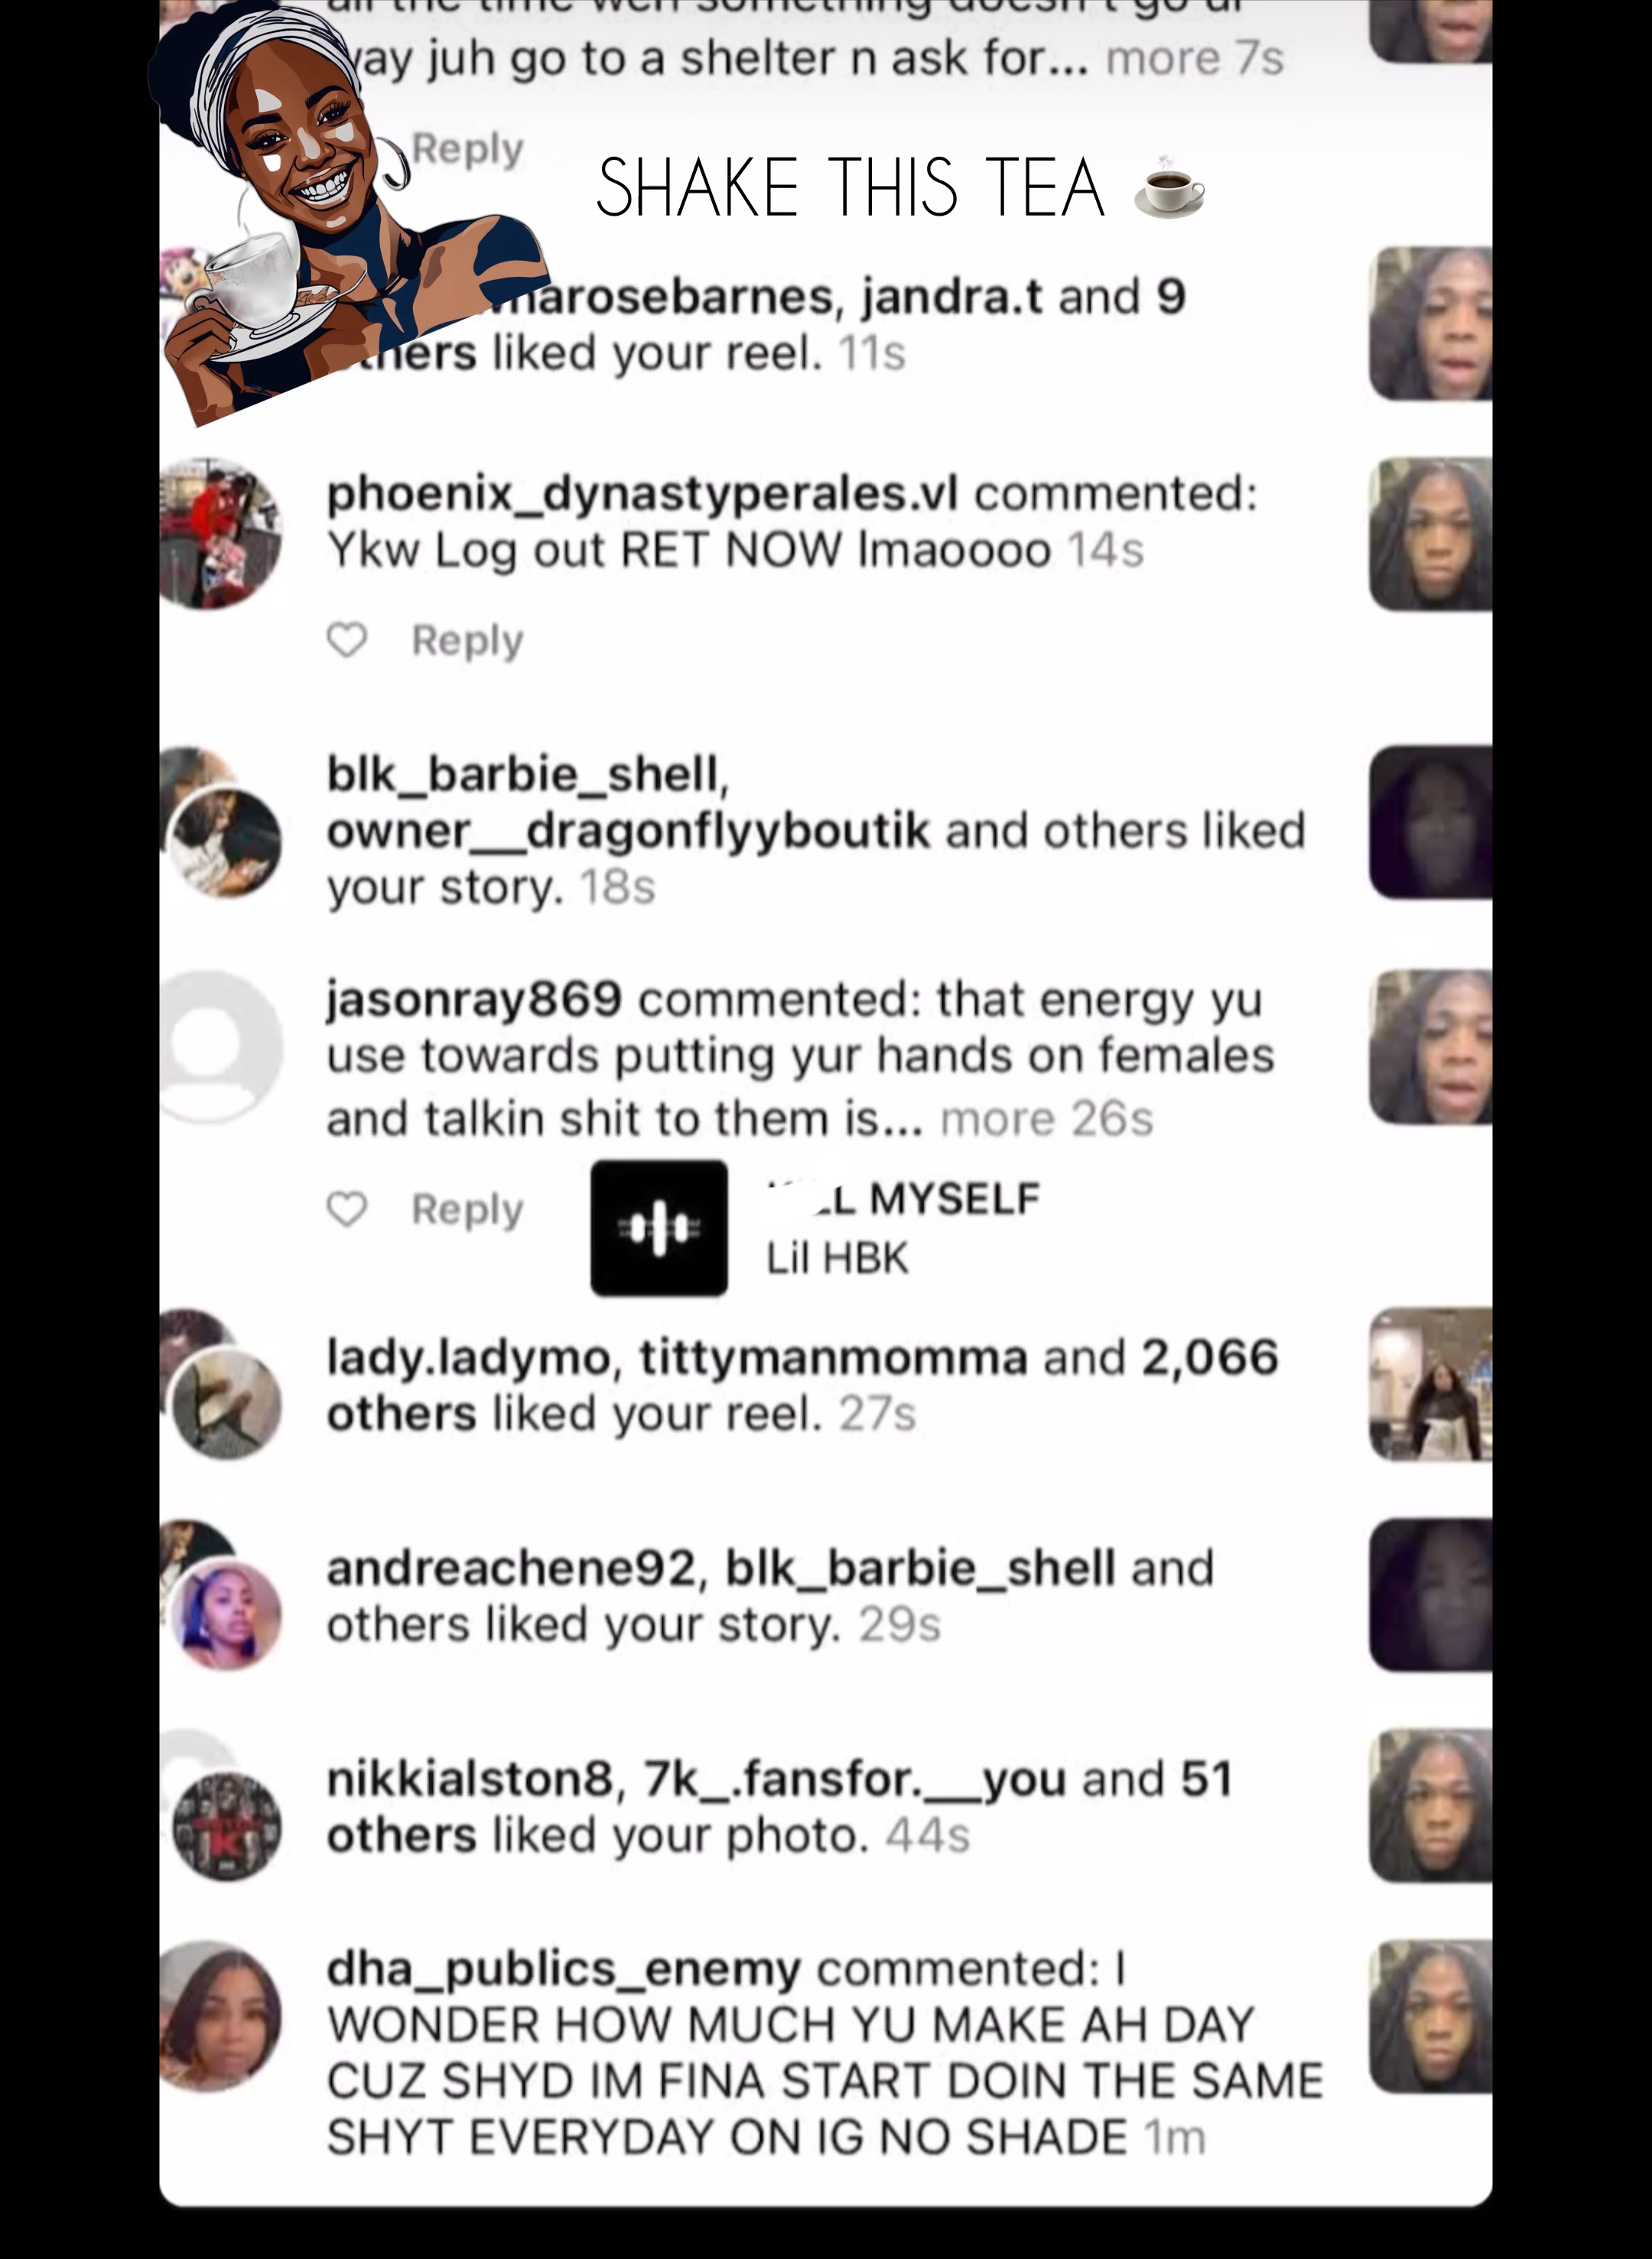 all the time wen something doesn't go ur
way juh go to a shelter n ask for... more 7s
Reply
SHAKE THIS TEA ☕
jandra.t and 9
others liked your reel. 11s
phoenix_dynastyperales.vl commented:
Ykw Log out RET NOW lmaoooo 14s
Reply
blk_barbie_shell,
owner__dragonflyyboutik and others liked
your story. 18s
jasonray869 commented: that energy yu
use towards putting yur hands on females
and talkin shit to them is... more 26s
Reply
MYSELF
Lil HBK
lady.ladymo, tittymanmomma and 2,066
others liked your reel. 27s
andreachene92, blk_barbie_shell and
others liked your story. 29s
nikkialston8, 7k_.fansfor.__you and 51
others liked your photo. 44s
dha_publics_enemy commented: I
WONDER HOW MUCH YU MAKE AH DAY
CUZ SHYD IM FINA START DOIN THE SAME
SHYT EVERYDAY ON IG NO SHADE 1m